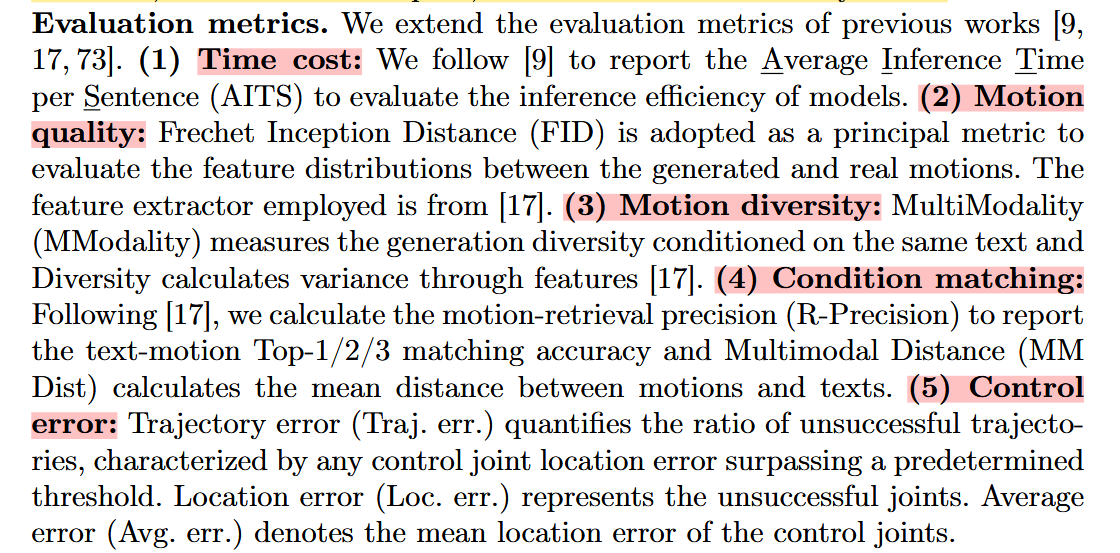 Evaluation metrics. We extend the evaluation metrics of previous works [9,
17, 73]. (1) Time cost: We follow [9] to report the Average Inference Time
per Sentence (AITS) to evaluate the inference efficiency of models. (2) Motion
quality: Frechet Inception Distance (FID) is adopted as a principal metric to
evaluate the feature distributions between the generated and real motions. The
feature extractor employed is from [17]. (3) Motion diversity: MultiModality
(MModality) measures the generation diversity conditioned on the same text and
Diversity calculates variance through features [17]. (4) Condition matching:
Following [17], we calculate the motion-retrieval precision (R-Precision) to report
the text-motion Top-1/2/3 matching accuracy and Multimodal Distance (MM
Dist) calculates the mean distance between motions and texts. (5) Control
error: Trajectory error (Traj. err.) quantifies the ratio of unsuccessful trajecto-
ries, characterized by any control joint location error surpassing a predetermined
threshold. Location error (Loc. err.) represents the unsuccessful joints. Average
error (Avg. err.) denotes the mean location error of the control joints.